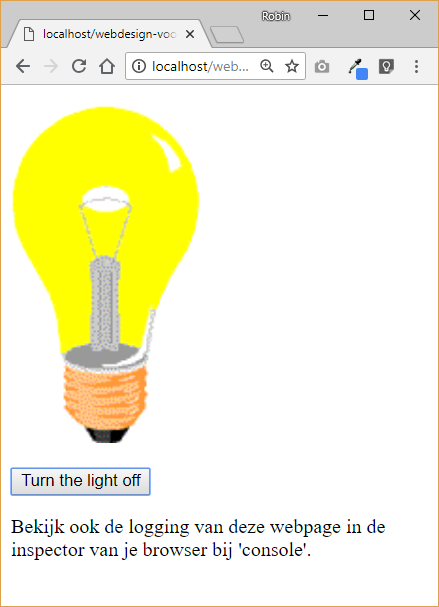 Robin
localhost/webdesign-voo
localhost/web...
Turn the light off
Bekijk ook de logging van deze webpage in de
inspector van je browser bij 'console'.